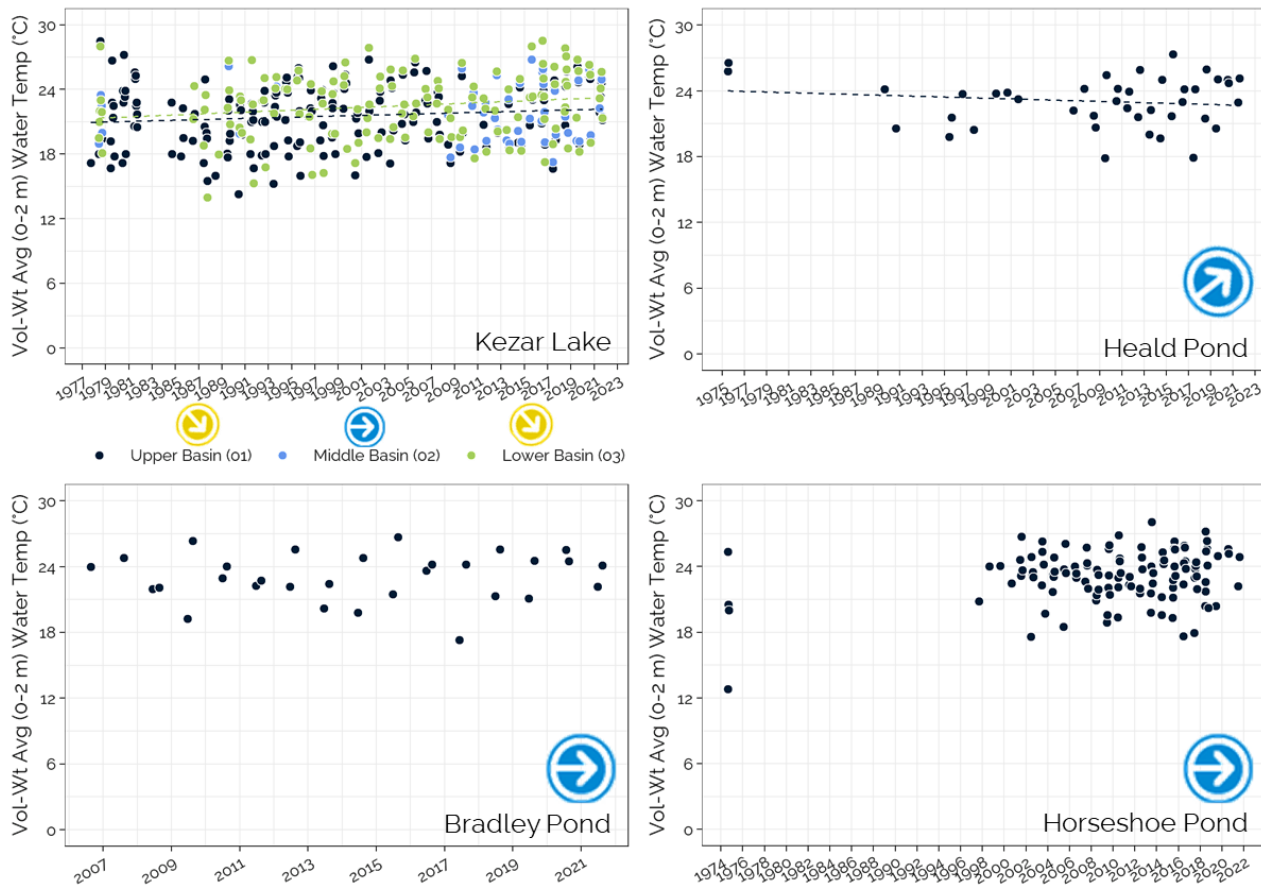 Vol-Wt Avg (0-2 m) Water Temp (°C)
30
24
18
12
6
0
Kezar Lake
1977 1979 1981 1983 1985 1987 1989 1991 1993 1995 1997 1999 2001 2003 2005 2007 2009 2011 2013 2015 2017 2019 2021 2023
Upper Basin (01) Middle Basin (02) Lower Basin (03)
Vol-Wt Avg (0-2 m) Water Temp (°C)
30
24
18
12
6
0
Heald Pond
1975 1977 1979 1981 1983 1985 1987 1989 1991 1993 1995 1997 1999 2001 2003 2005 2007 2009 2011 2013 2015 2017 2019 2021 2023
Vol-Wt Avg (0-2 m) Water Temp (°C)
30
24
18
12
6
0
Bradley Pond
2007 2009 2011 2013 2015 2017 2019 2021
Vol-Wt Avg (0-2 m) Water Temp (°C)
30
24
18
12
6
0
Horseshoe Pond
1974 1976 1978 1980 1982 1984 1986 1988 1990 1992 1994 1996 1998 2000 2002 2004 2006 2008 2010 2012 2014 2016 2018 2020 2022